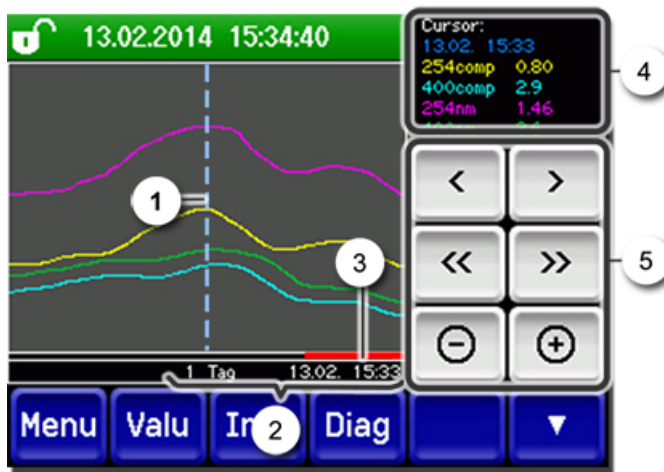 13.02.2014 15:34:40
Cursor:
13.02. 15:33
254comp 0.80
400comp 2.9
254nm 1.46
4
1
3
<
>
<<
>>
5
1 Tag 13.02. 15:33
2
Menu Valu Diag